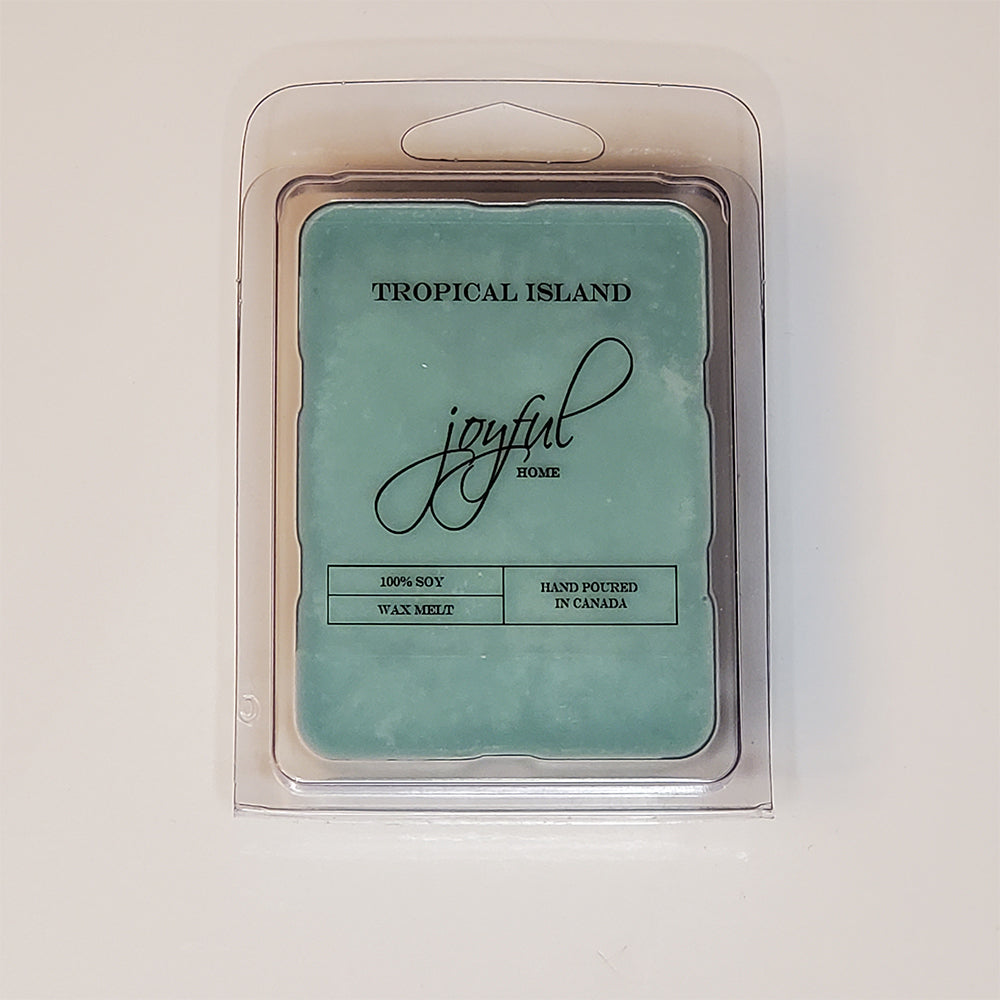 TROPICAL ISLAND
joyful
HOME
100% SOY
WAX MELT
HAND POURED
IN CANADA